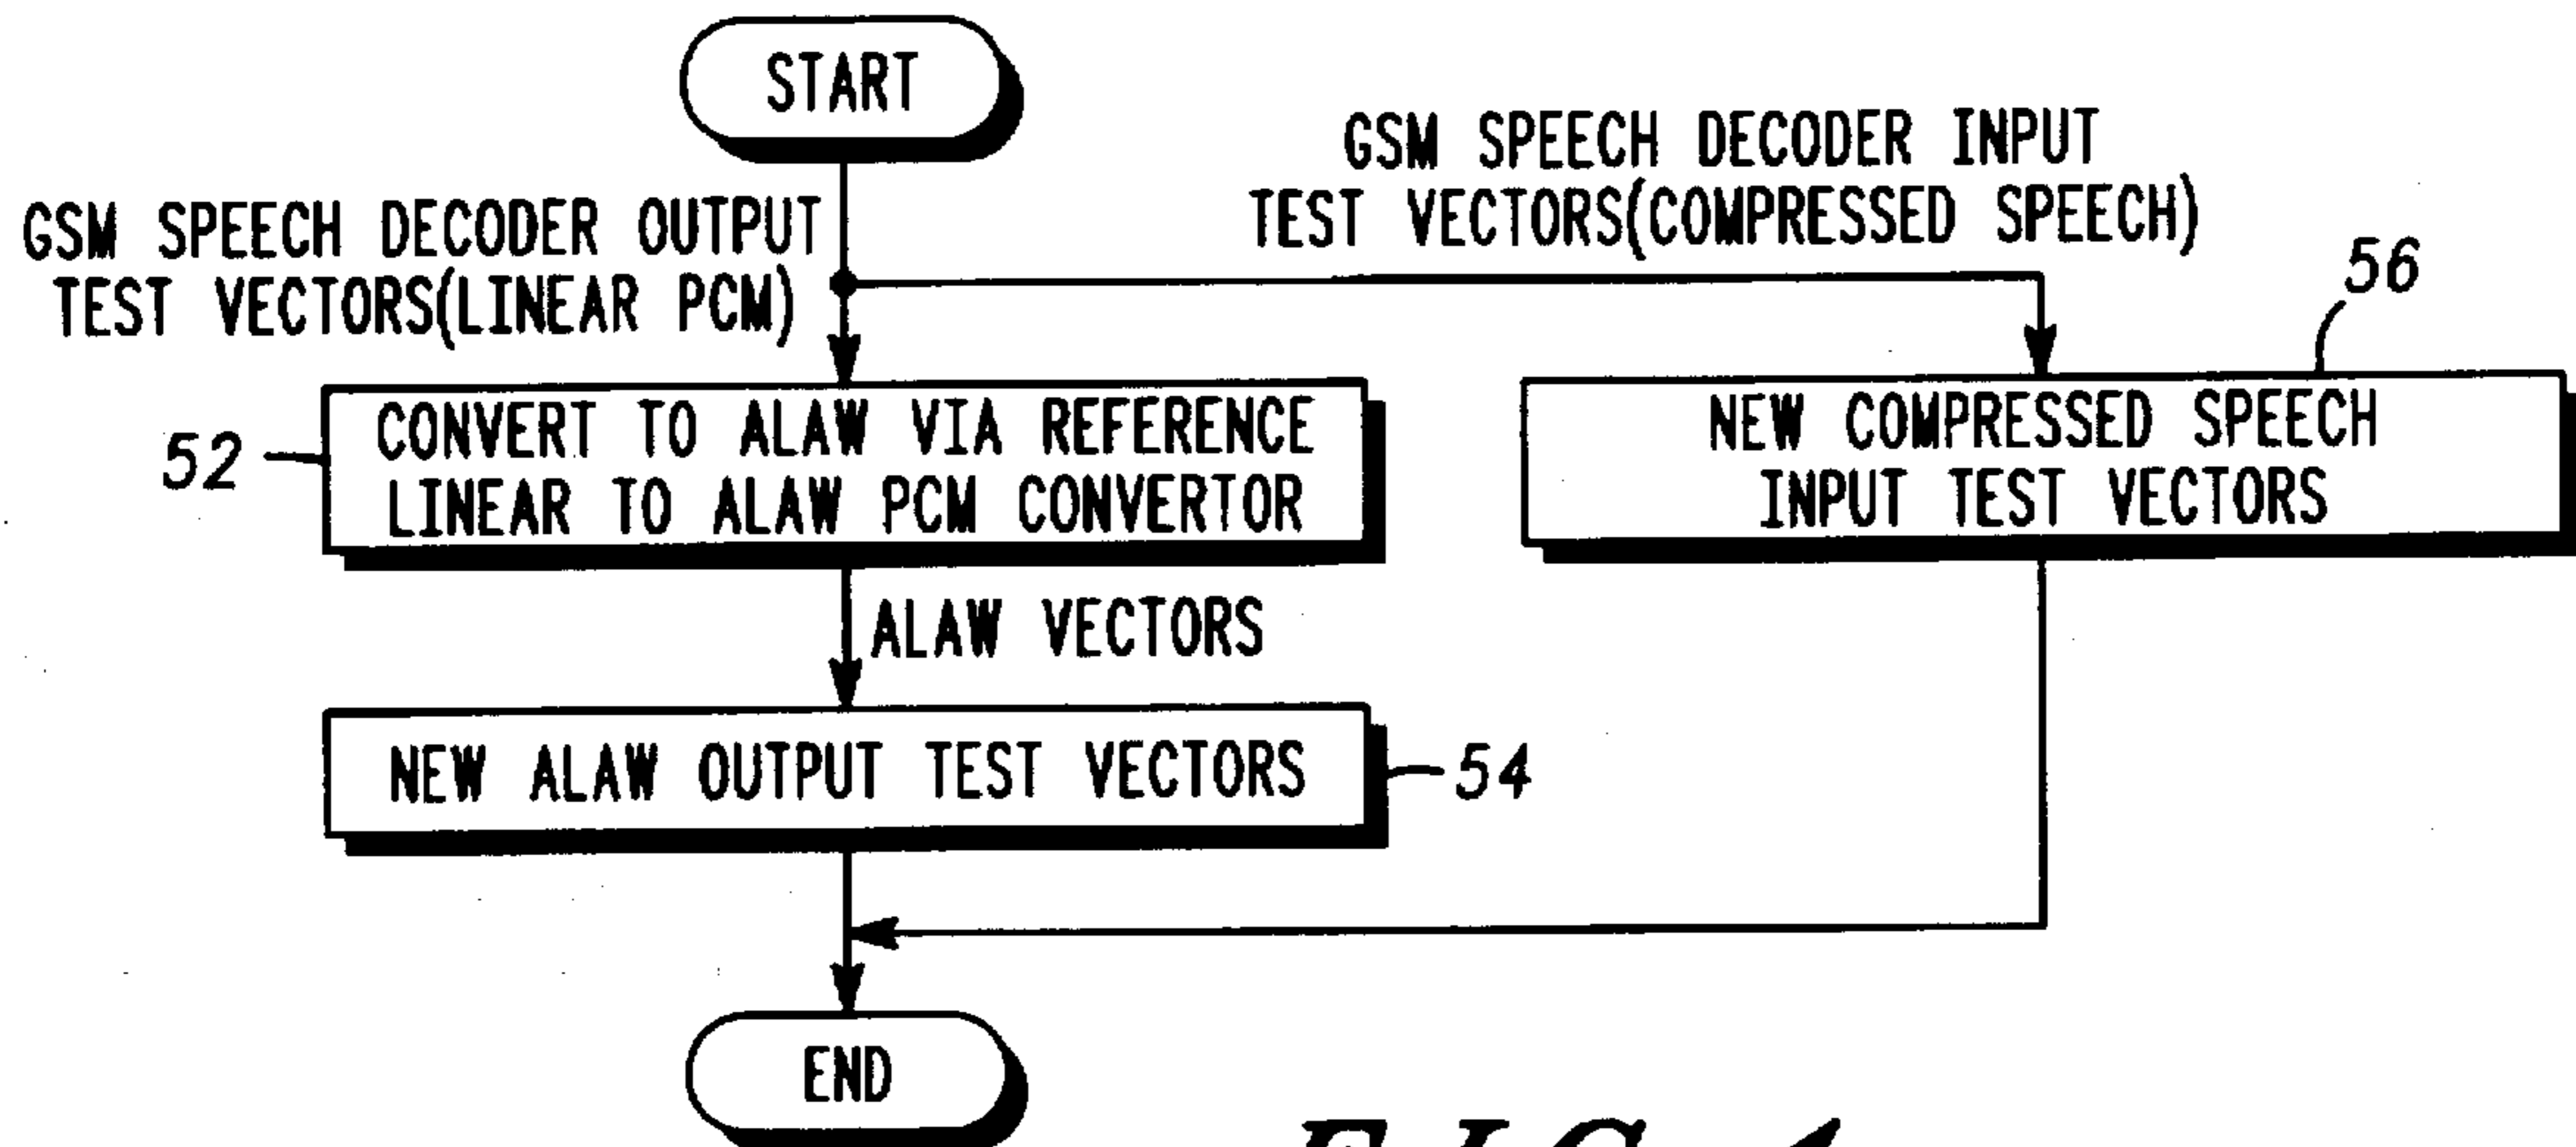 START
GSM SPEECH DECODER OUTPUT
TEST VECTORS(LINEAR PCM)
GSM SPEECH DECODER INPUT
TEST VECTORS(COMPRESSED SPEECH)
56
52
CONVERT TO ALAW VIA REFERENCE
LINEAR TO ALAW PCM CONVERTOR
NEW COMPRESSED SPEECH
INPUT TEST VECTORS
ALAW VECTORS
NEW ALAW OUTPUT TEST VECTORS
54
END